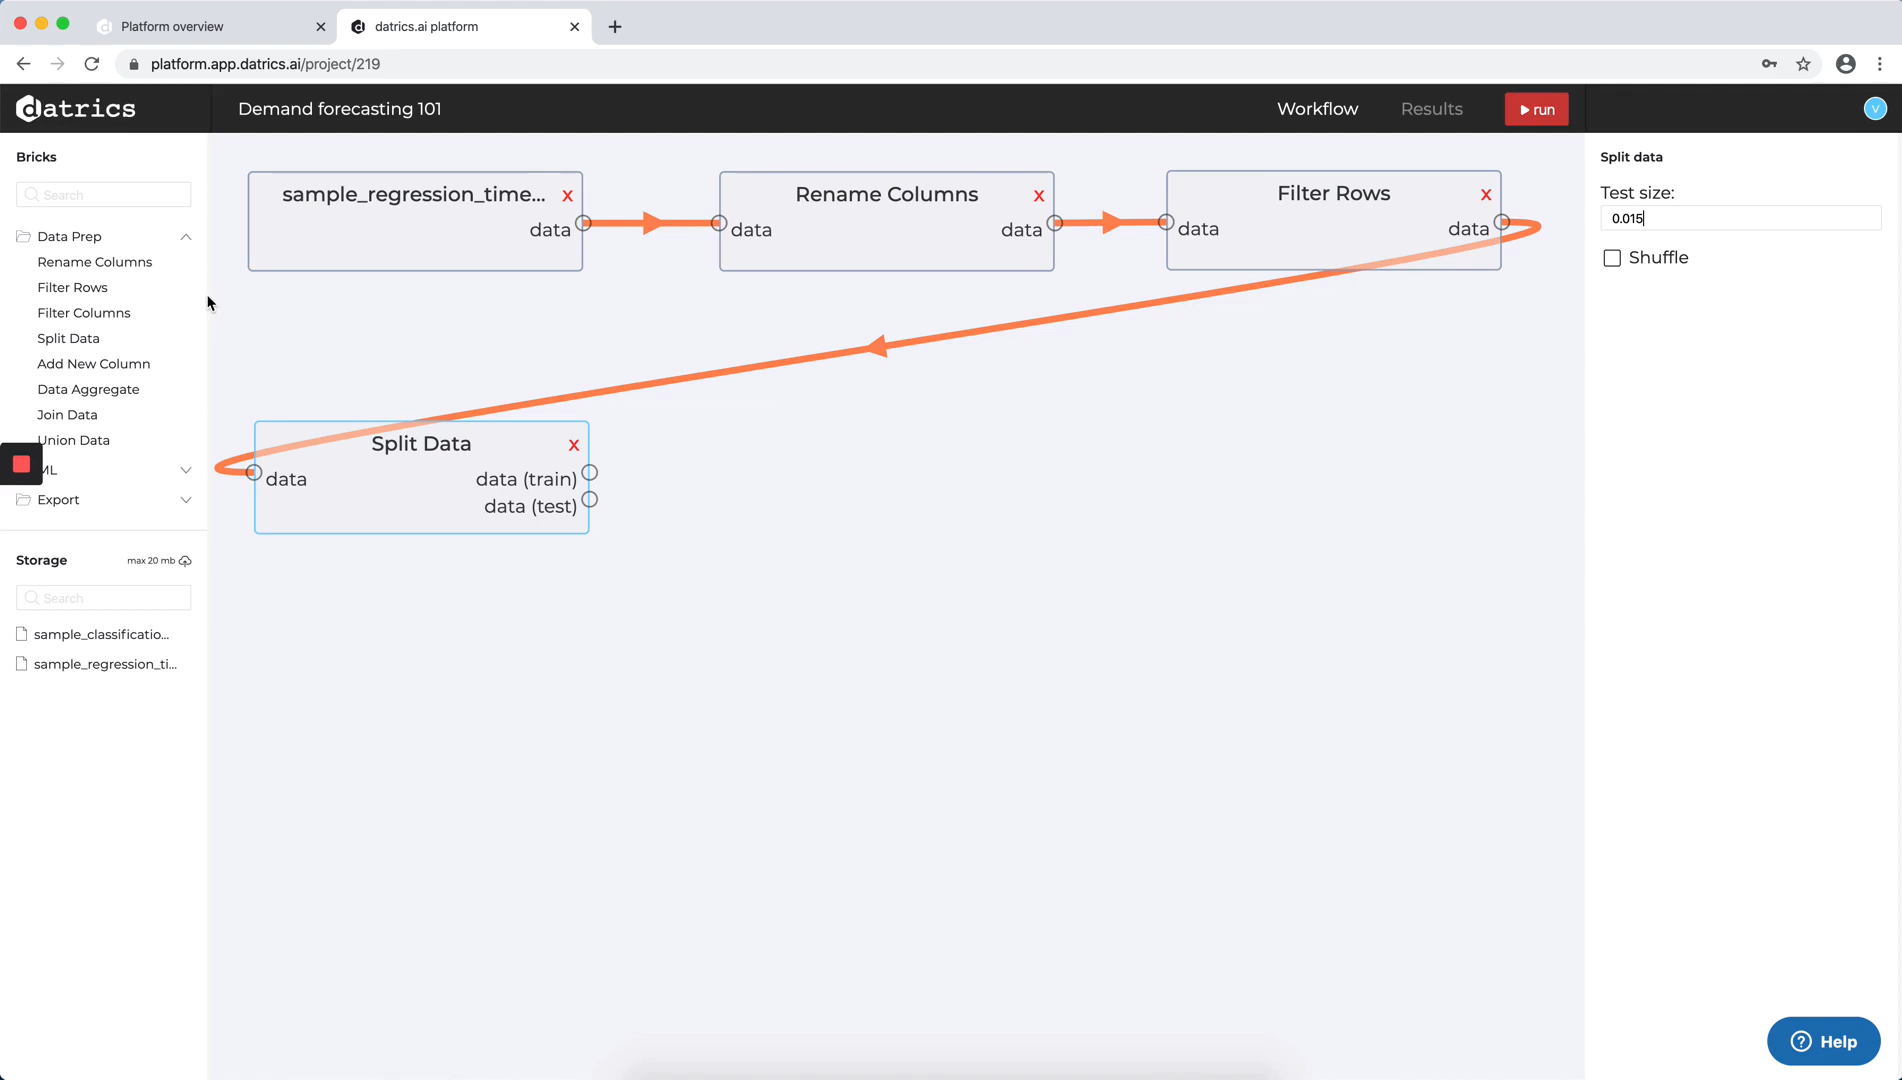 Platform overview
datrics.ai platform
platform.app.datrics.ai/project/219
datrics
Demand forecasting 101
Workflow
Results
run
V
Bricks
Search
Data Prep
Rename Columns
Filter Rows
Filter Columns
Split Data
Add New Column
Data Aggregate
Join Data
Union Data
ML
Export
Storage
max 20 mb
Search
sample_classificatio...
sample_regression_ti...
sample_regression_time...
x
data
Rename Columns
x
data
data
Filter Rows
x
data
data
Split Data
x
data
data (train)
data (test)
Split data
Test size:
0.015
Shuffle
? Help